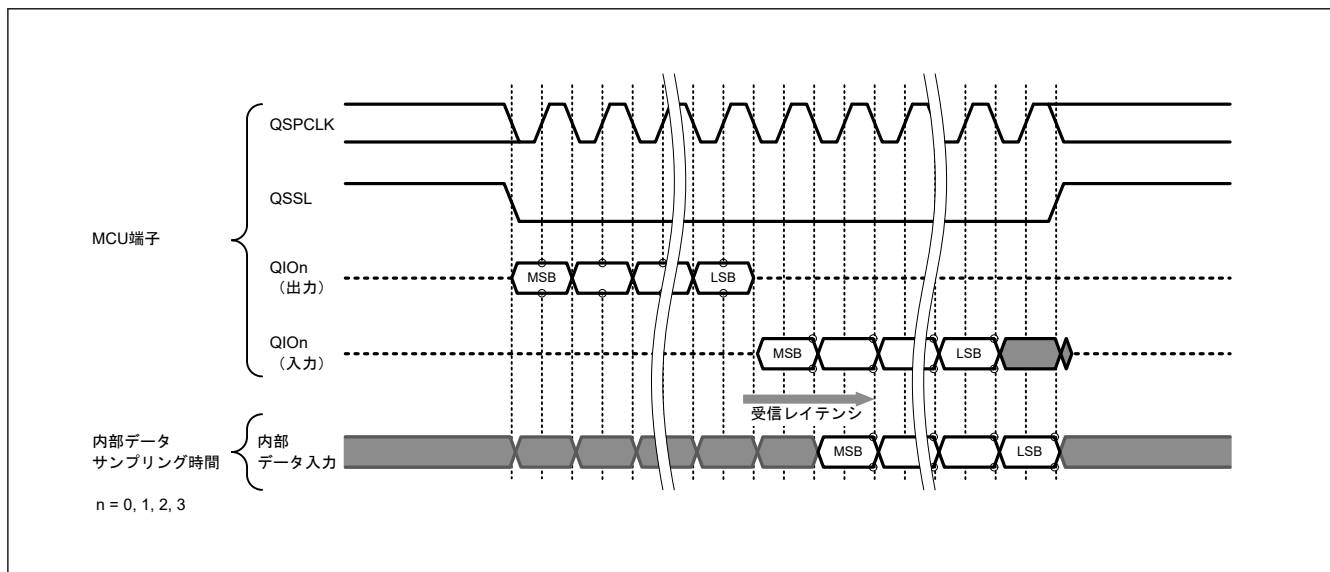 QSPCLK
QSSL
MCU端子
QIOn
（出力）
MSB
LSB
QIOn
（入力）
MSB
LSB
受信レイテンシ
内部データ
サンプリング時間
内部
データ入力
MSB
LSB
n = 0, 1, 2, 3